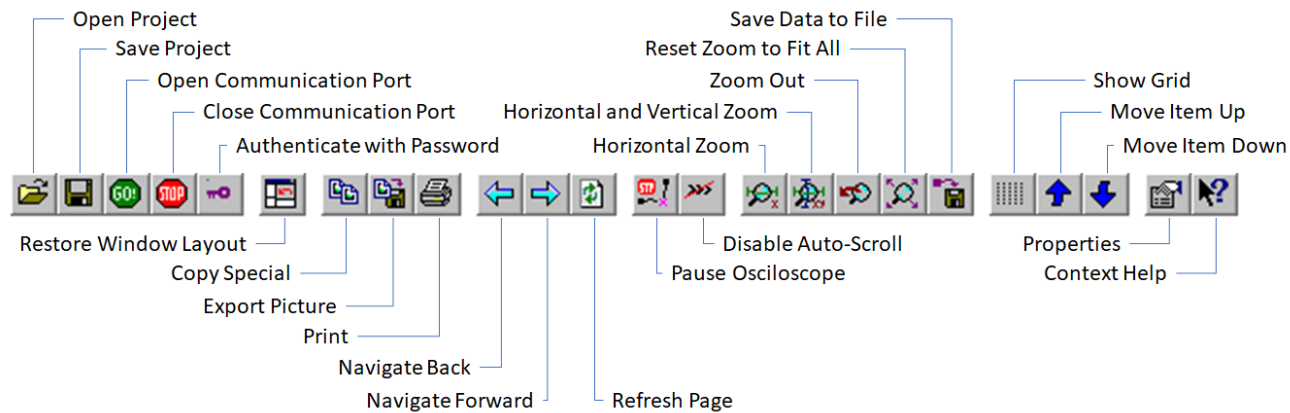 Open Project
Save Data to File
Save Project
Reset Zoom to Fit All
Open Communication Port
Zoom Out
Show Grid
Close Communication Port
Horizontal and Vertical Zoom
Move Item Up
Authenticate with Password
Horizontal Zoom
Move Item Down
GO!
STOP
STP
X
XY
?
Restore Window Layout
Disable Auto-Scroll
Properties
Copy Special
Pause Osciloscope
Context Help
Export Picture
Print
Navigate Back
Navigate Forward
Refresh Page